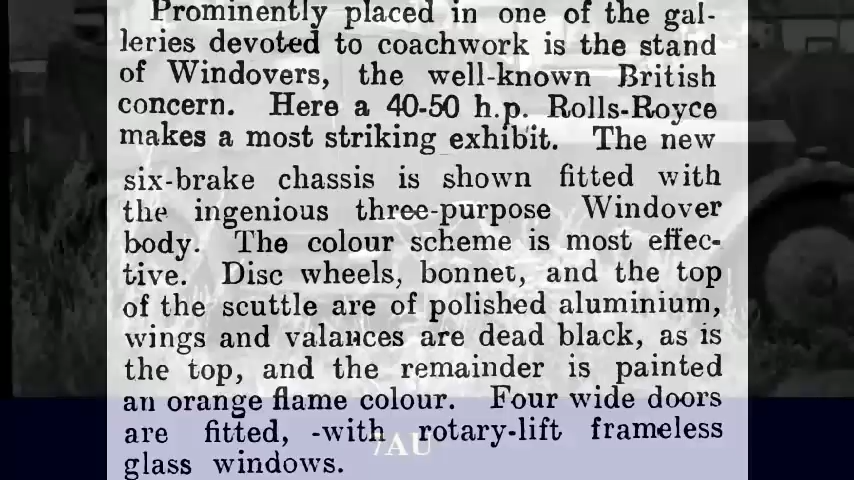 Prominently placed in one of the gal-
leries devoted to coachwork is the stand
of Windovers, the well-known British
concern. Here a 40-50 h.p. Rolls-Royce
makes a most striking exhibit. The new
six-brake chassis is shown fitted with
the ingenious three-purpose Windover
body. The colour scheme is most effec-
tive. Disc wheels, bonnet, and the top
of the scuttle are of polished aluminium,
wings and valances are dead black, as is
the top, and the remainder is painted
an orange flame colour. Four wide doors
are fitted, -with rotary-lift frameless
glass windows.